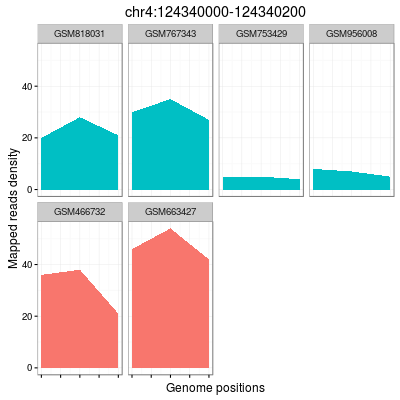 chr4:124340000-124340200
GSM818031 GSM767343 GSM753429 GSM956008
40
20
0
Mapped reads density
GSM466732 GSM663427
40
20
0
Genome positions